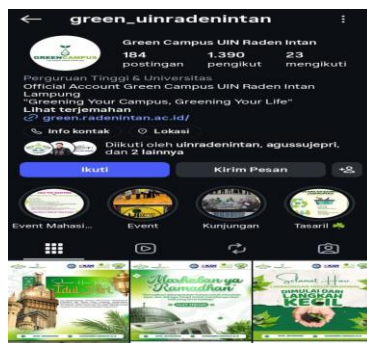 green_uinradenintan
GREENCAMPUS
Green Campus UIN Raden Intan
184 1.390 23
postingan pengikut mengikuti
Perguruan Tinggi & Universitas
Official Account Green Campus UIN Raden Intan
Lampung
"Greening Your Campus, Greening Your Life"
Lihat terjemahan
green.radenintan.ac.id/
Info kontak Lokasi
Diikuti oleh uinradenintan, agussujepri,
dan 2 lainnya
Ikuti Kirim Pesan
Event Mahasi... Event Kunjungan Tasaril
Idul
Marhaban ya
Ramadhan
Selamat Hari
DIMULAI DARI
LANGKAH
KECIL